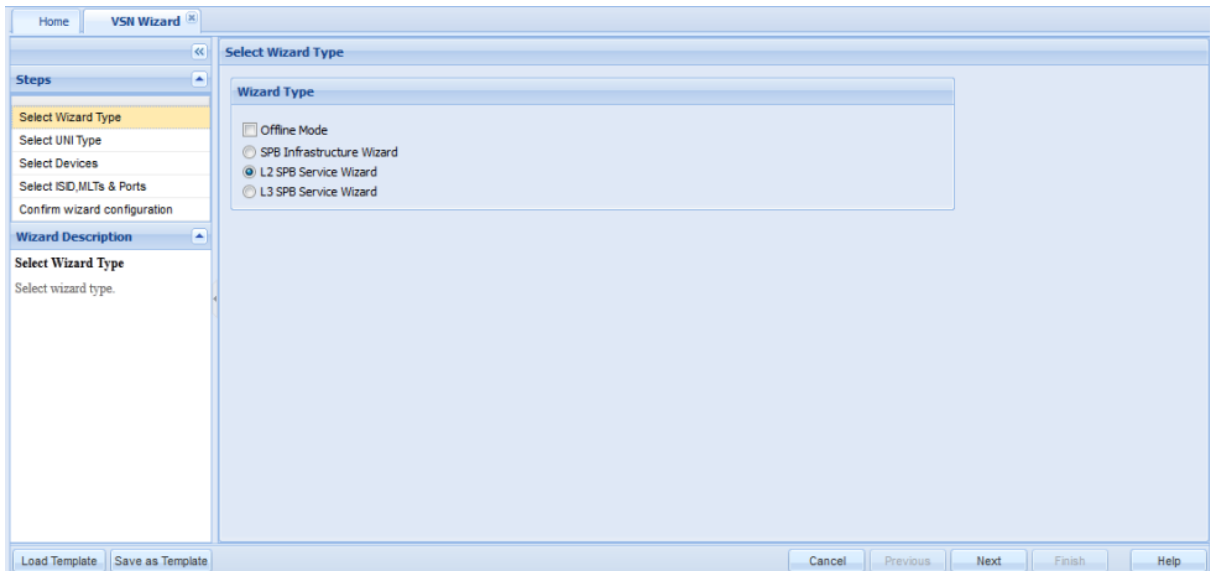 Home
VSN Wizard
Steps
Select Wizard Type
Select UNI Type
Select Devices
Select ISID,MLTs & Ports
Confirm wizard configuration
Wizard Description
Select Wizard Type
Select wizard type.
Select Wizard Type
Wizard Type
Offline Mode
SPB Infrastructure Wizard
L2 SPB Service Wizard
L3 SPB Service Wizard
Load Template
Save as Template
Cancel
Previous
Next
Finish
Help